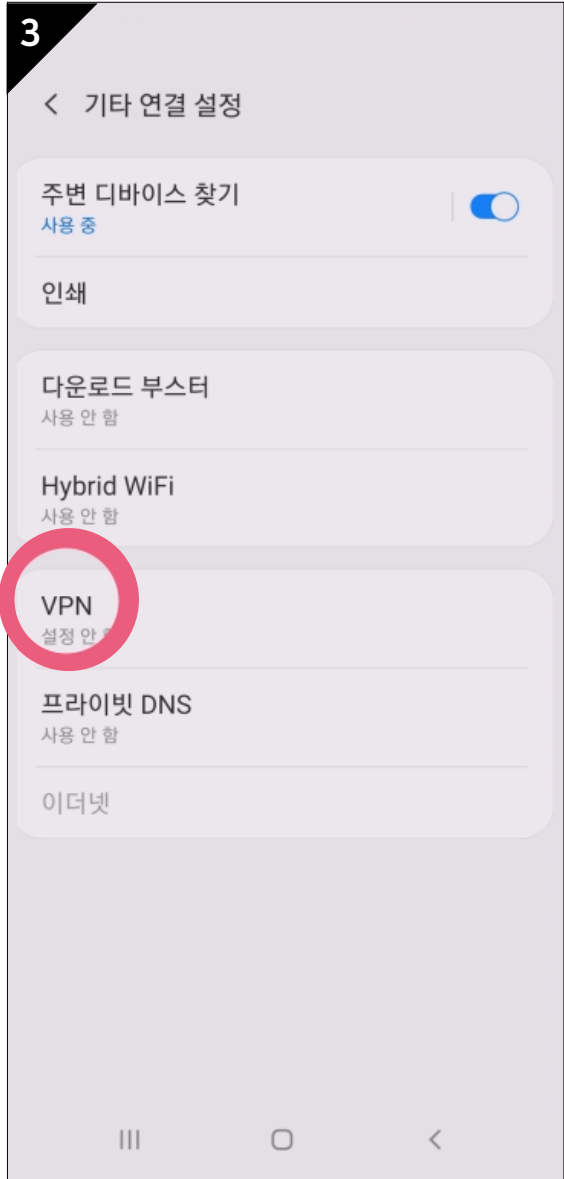 3
기타 연결 설정
주변 디바이스 찾기
사용 중
인쇄
다운로드 부스터
사용 안 함
Hybrid WiFi
사용 안 함
VPN
설정 안
프라이빗 DNS
사용 안 함
이더넷